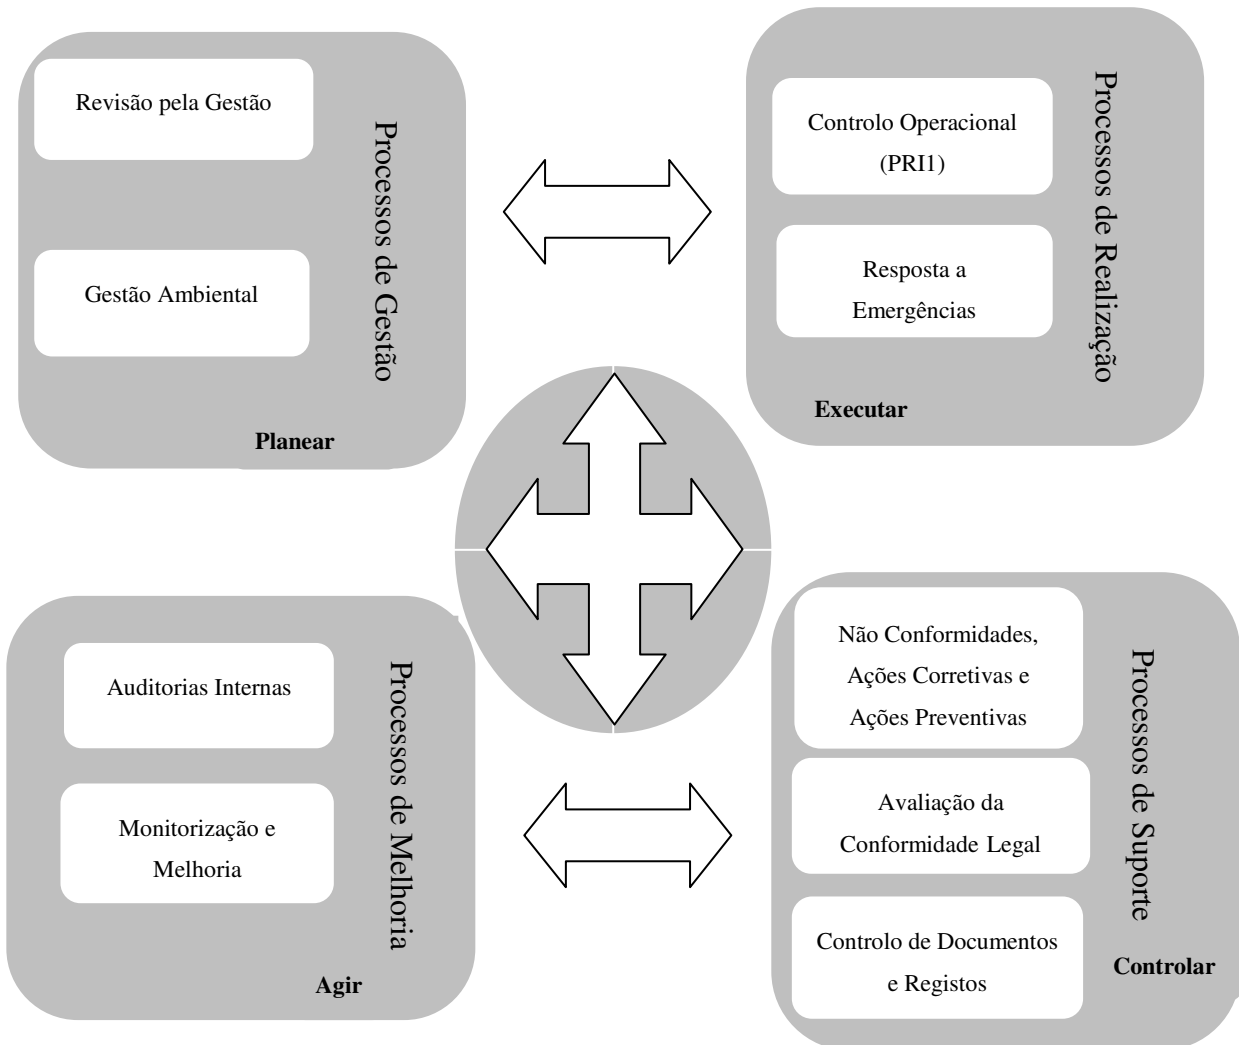 Revisão pela Gestão
Gestão Ambiental
Processos de Gestão
Planear
Controlo Operacional
(PRI1)
Resposta a
Emergências
Processos de Realização
Executar
Auditorias Internas
Monitorização e
Melhoria
Processos de Melhoria
Agir
Não Conformidades,
Ações Corretivas e
Ações Preventivas
Avaliação da
Conformidade Legal
Controlo de Documentos
e Registos
Processos de Suporte
Controlar